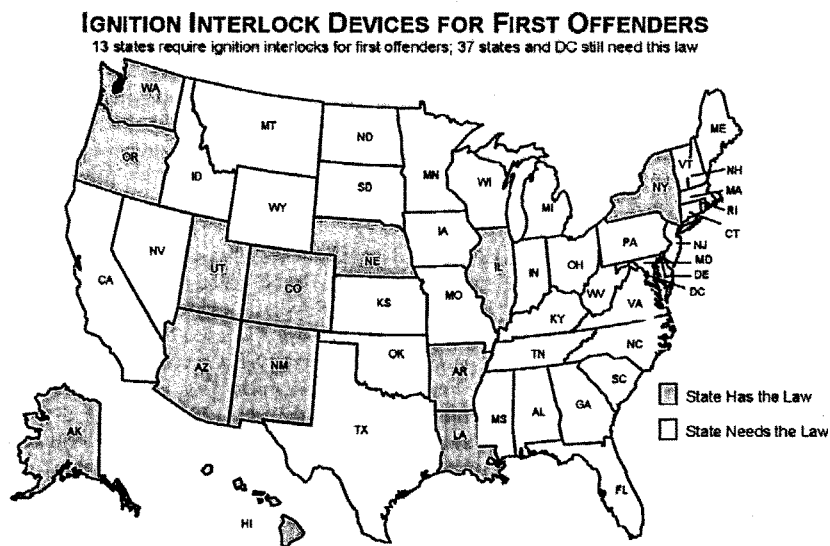 IGNITION INTERLOCK DEVICES FOR FIRST OFFENDERS
13 states require ignition interlocks for first offenders; 37 states and DC still need this law
WA
OR
MT
ID
ND
MN
SD
WY
WI
MI
ME
VT
NH
NY
MA
RI
CT
NV
UT
CO
NE
IA
IL
IN
OH
PA
NJ
MD
DE
DC
CA
KS
MO
WV
VA
KY
AZ
NM
OK
AR
TN
NC
SC
State Has the Law
State Needs the Law
AK
TX
LA
MS
AL
GA
FL
HI